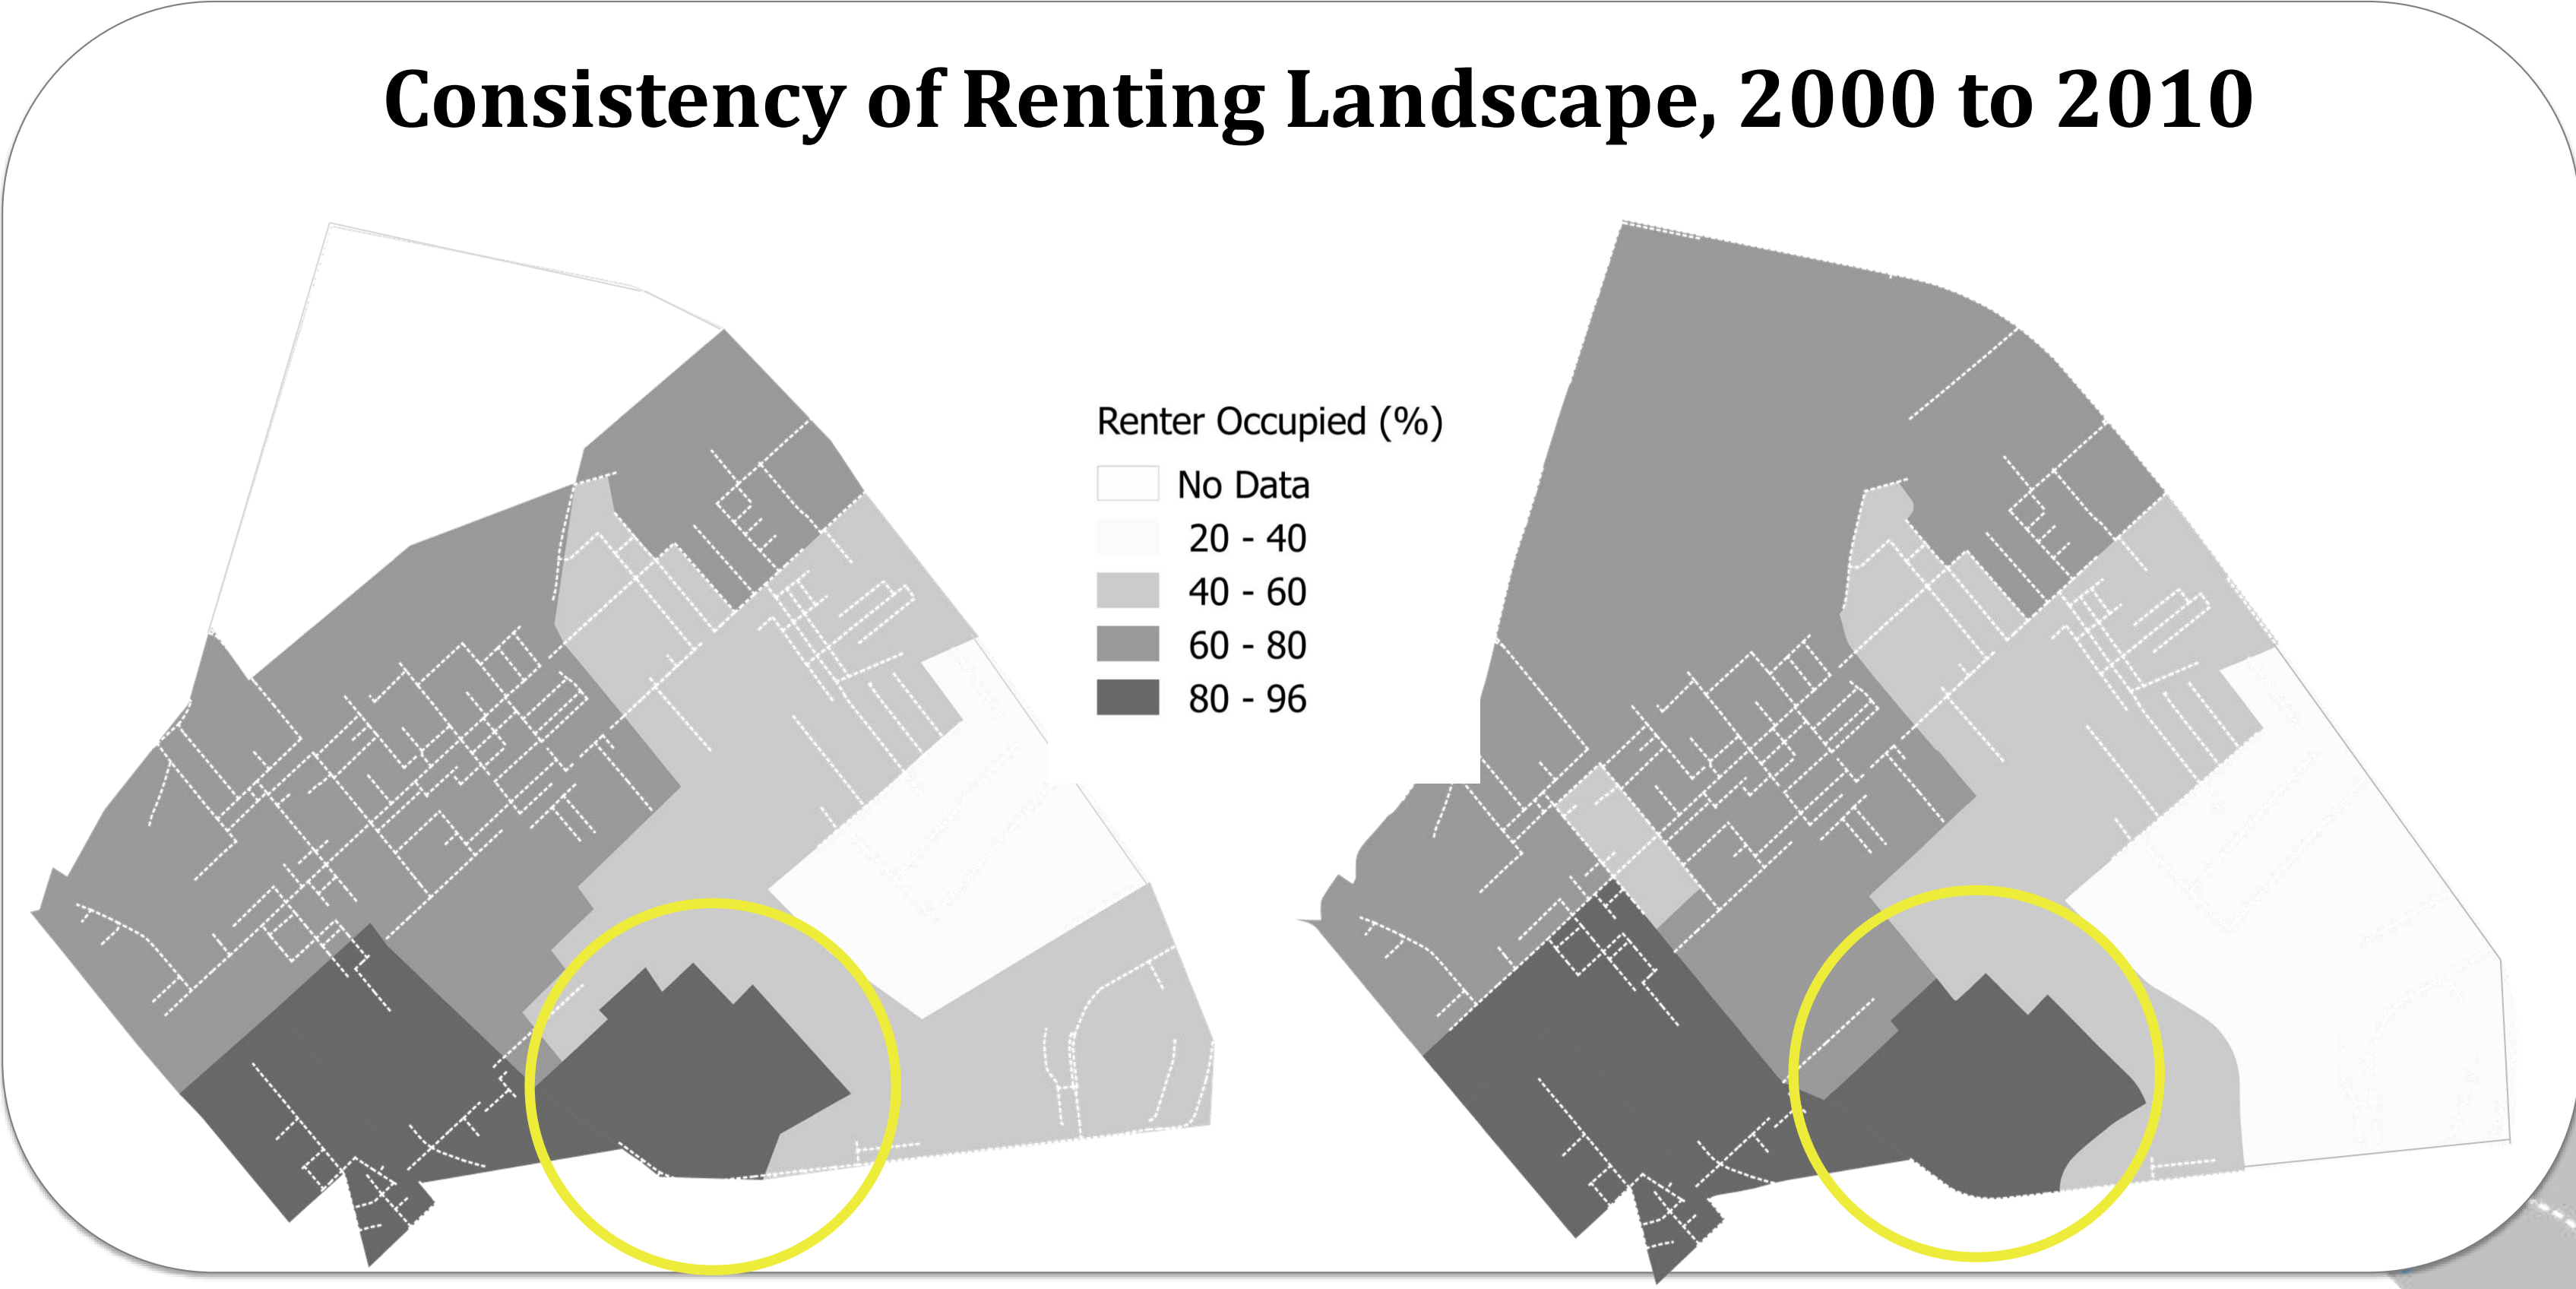 Consistency of Renting Landscape, 2000 to 2010
Renter Occupied (%)
No Data
20 - 40
40 - 60
60 - 80
80 - 96